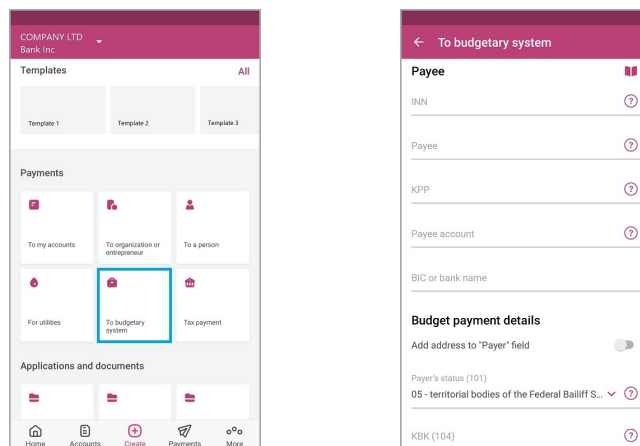 COMPANY LTD
Bank Inc
Templates
All
Template 1
Template 2
Template 3
Payments
To my accounts
To organization or
entrepreneur
To a person
For utilities
To budgetary
system
Tax payment
Applications and documents
Home
Accounts
Create
Payments
More
To budgetary system
Payee
INN
?
Payee
?
KPP
?
Payee account
?
BIC or bank name
Budget payment details
Add address to "Payer" field
Payer's status (101)
05 - territorial bodies of the Federal Bailiff S...
?
KBK (104)
?